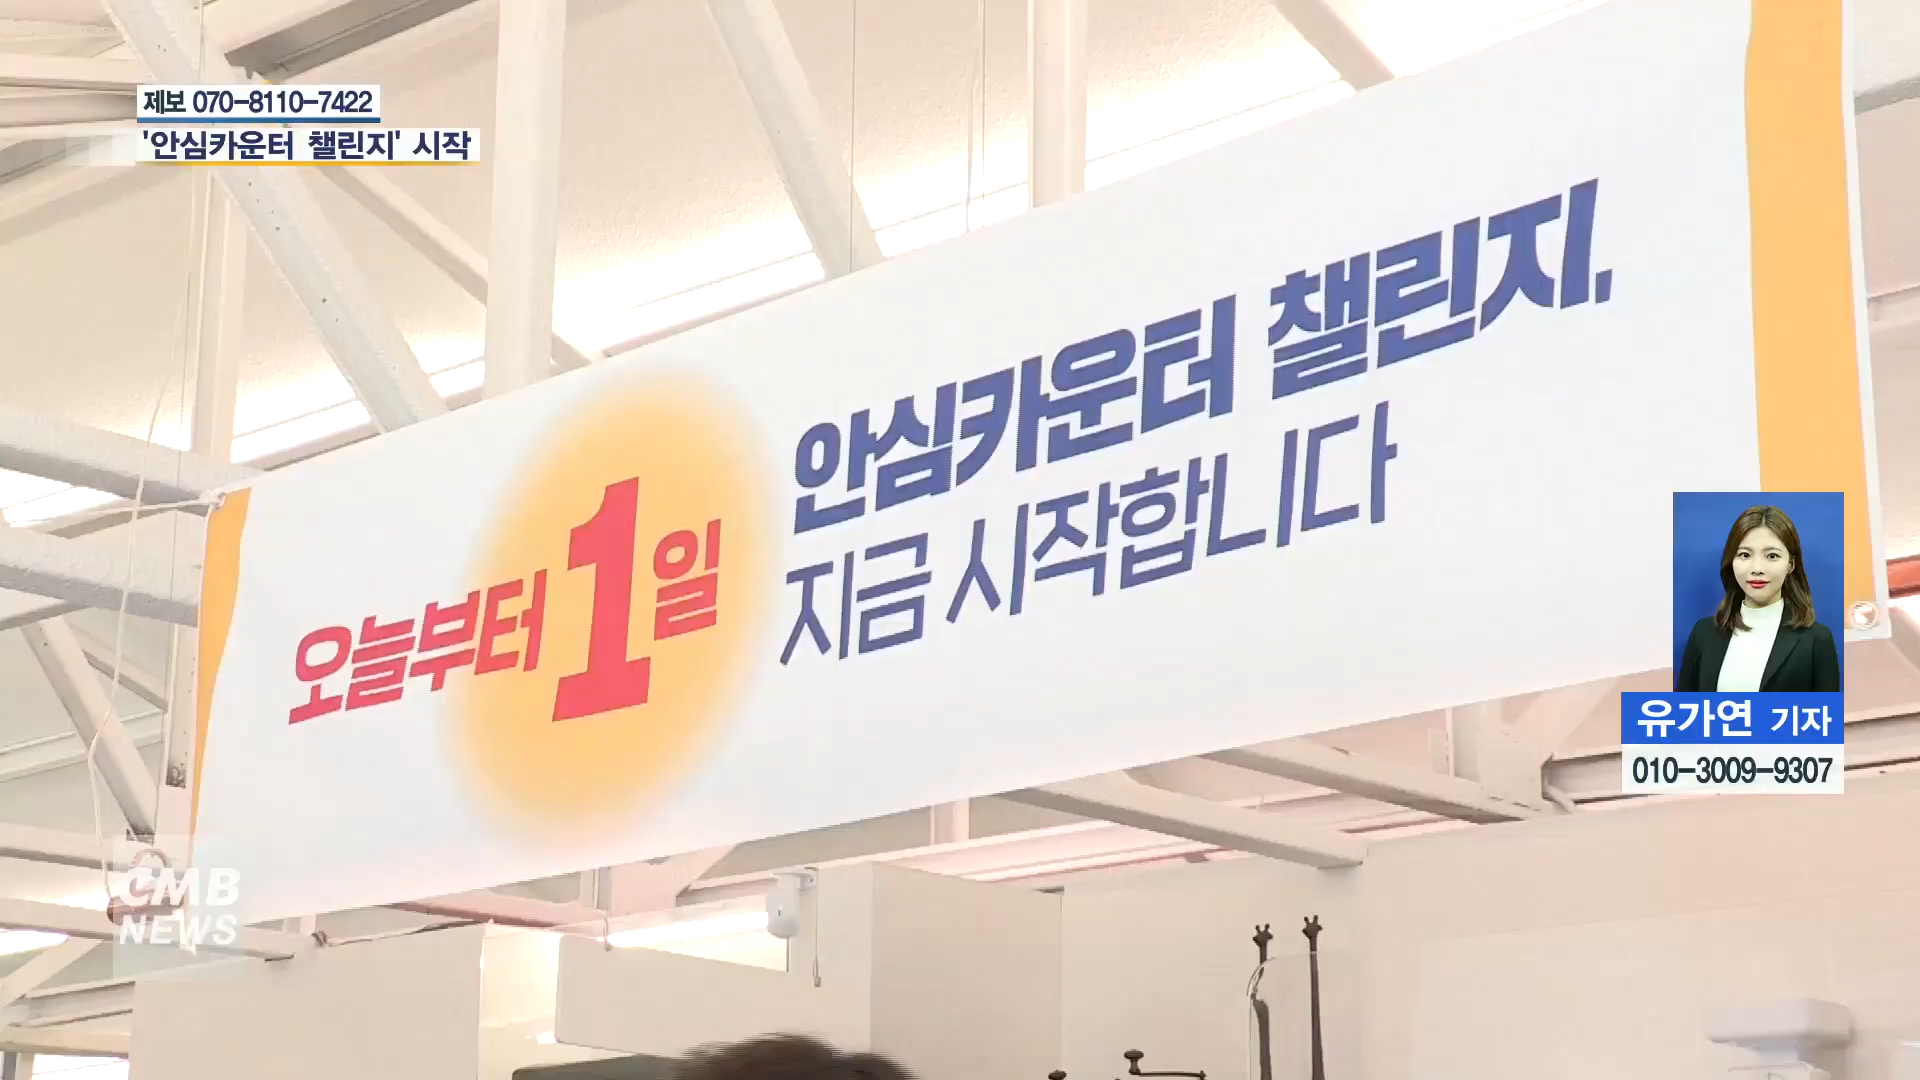 제보 070-8110-7422
'안심카운터 챌린지' 시작
오늘부터 1일
안심카운터 챌린지,
지금 시작합니다
유가연 기자
010-3009-9307
CMB
NEWS